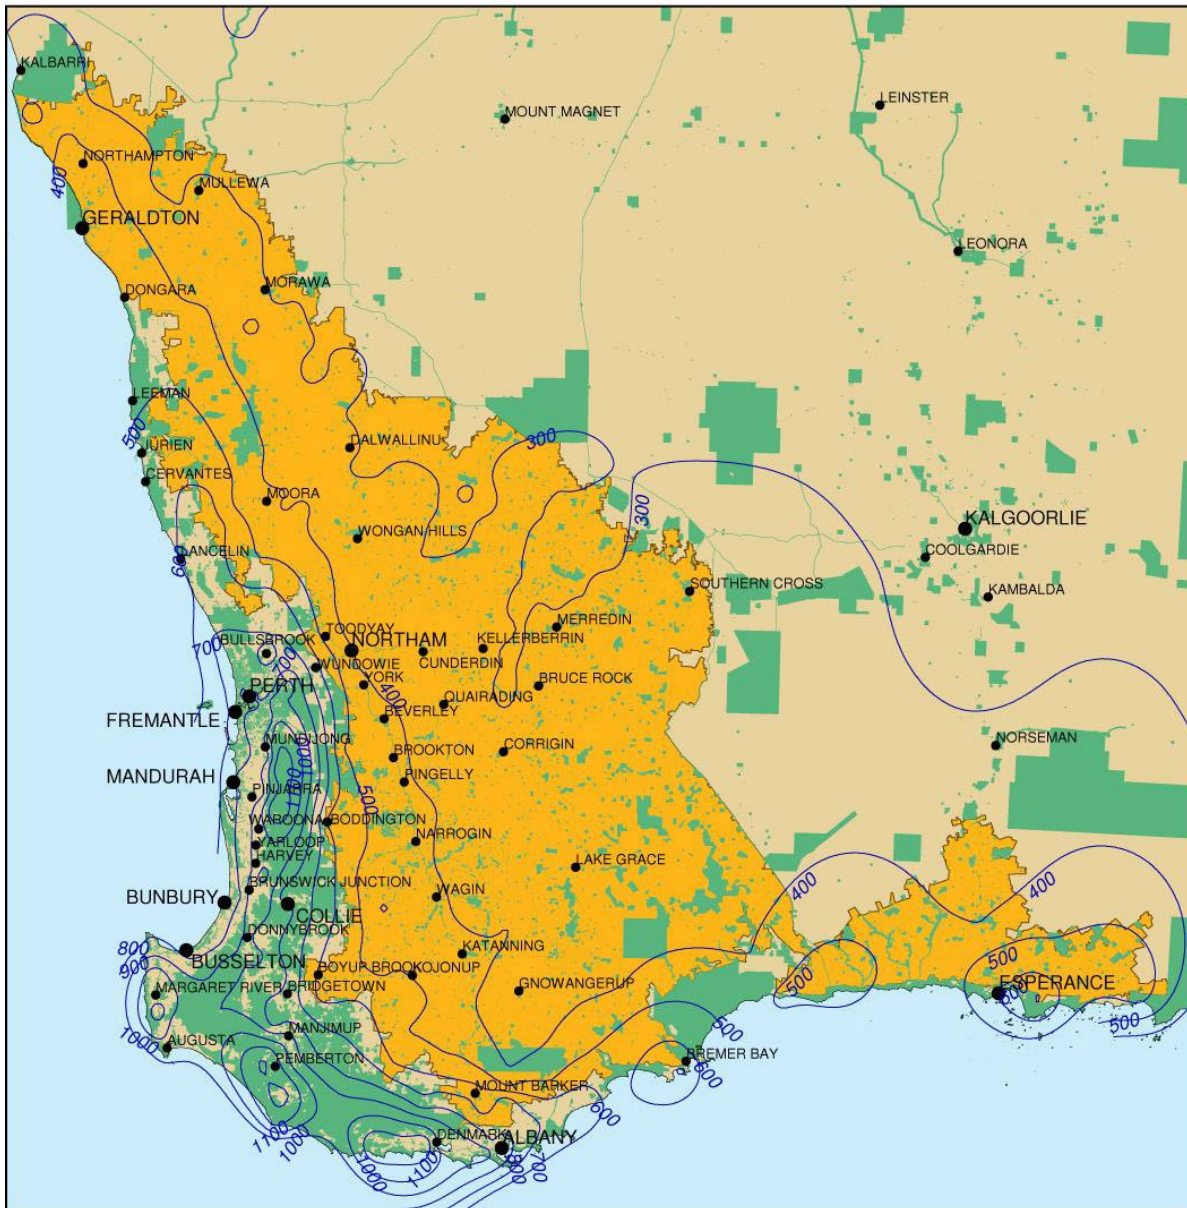 KALBARRI
LEINSTER
MOUNT MAGNET
NORTHAMPTON
400
MULLEWA
GERALDTON
LEONORA
MORAWA
DONGARA
LEEMAN
500
JURIEN
DALWALLINU
300
CERVANTES
MOORA
300
KALGOORLIE
WONGAN HILLS
LANCELIN
600
COOLGARDIE
SOUTHERN CROSS
KAMBALDA
MERREDIN
TOODYAY
700
BULLSBROOK
NORTHAM
KELLERBERRIN
700
WUNDOWIE
CUNDERDIN
YORK
PERTH
BRUCE ROCK
400
QUAIRADING
FREMANTLE
BEVERLEY
MUNDIJONG
1000
BROOKTON
CORRIGIN
NORSEMAN
MANDURAH
PINGELLY
1100
PINJARRA
500
WAROONA
BODDINGTON
YARLOOP
NARROGIN
HARVEY
LAKE GRACE
BRUNSWICK JUNCTION
400
400
BUNBURY
COLLIE
WAGIN
DONNYBROOK
800
BUSSELTON
KATANNING
500
900
BOYUP BROOK
KOJONUP
500
MARGARET RIVER
BRIDGETOWN
GNOWANGERUP
ESPERANCE
600
500
500
1000
AUGUSTA
MANJIMUP
PEMBERTON
BREMER BAY
600
MOUNT BARKER
600
1100
1000
DENMARK
ALBANY
1000
1100
800
700